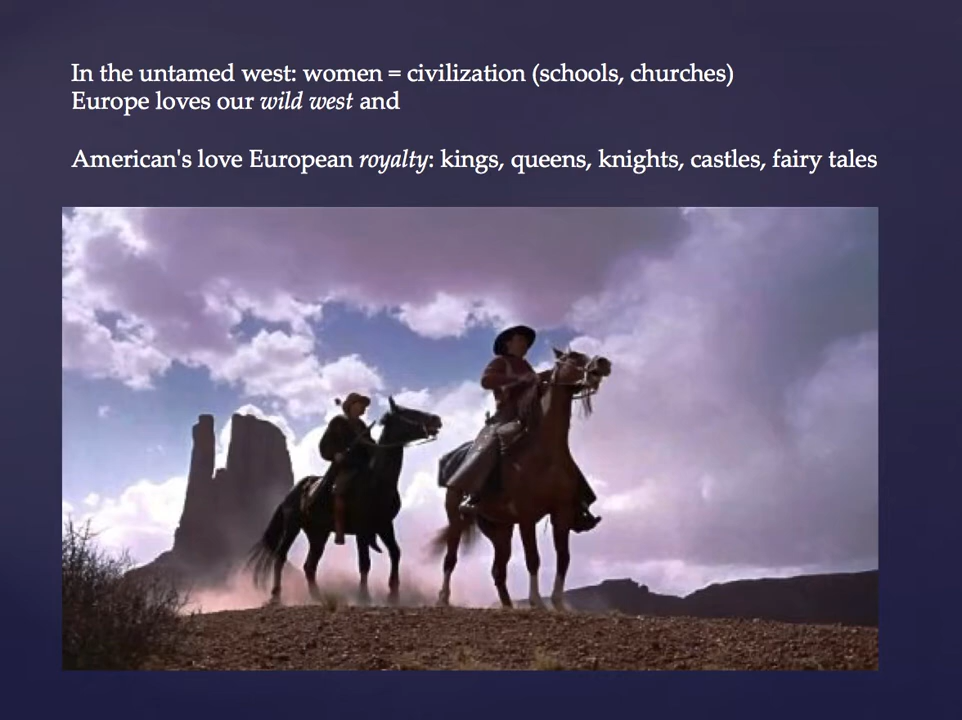 In the untamed west: women = civilization (schools, churches)
Europe loves our wild west and
American's love European royalty: kings, queens, knights, castles, fairy tales